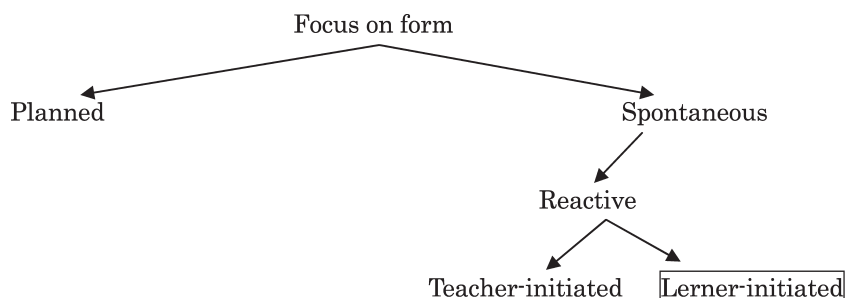 Focus on form
Planned
Spontaneous
Reactive
Teacher-initiated
Lerner-initiated